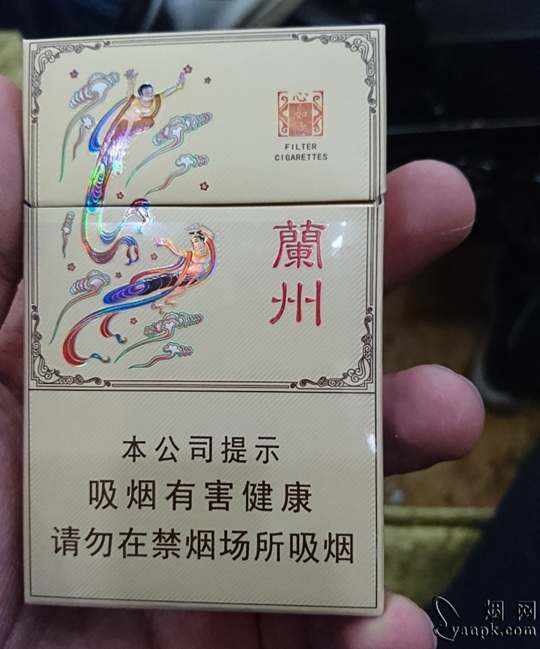 心
如
FILTER
CIGARETTES
蘭
州
本公司提示
吸烟有害健康
请勿在禁烟场所吸烟
烟网
yanpk.com